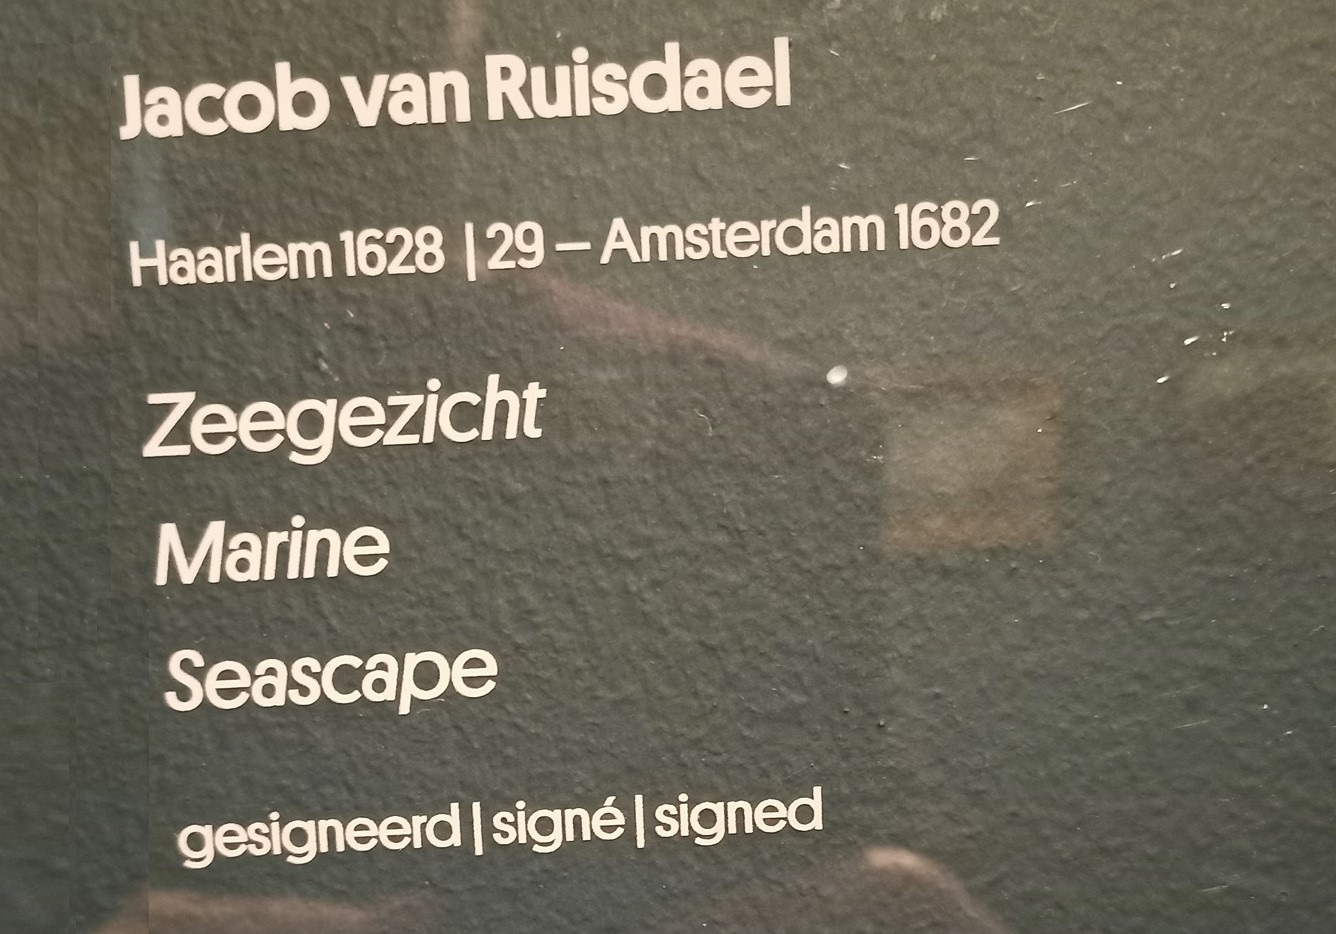 Jacob van Ruisdael
Haarlem 1628 | 29 – Amsterdam 1682
Zeegezicht
Marine
Seascape
gesigneerd | signé | signed